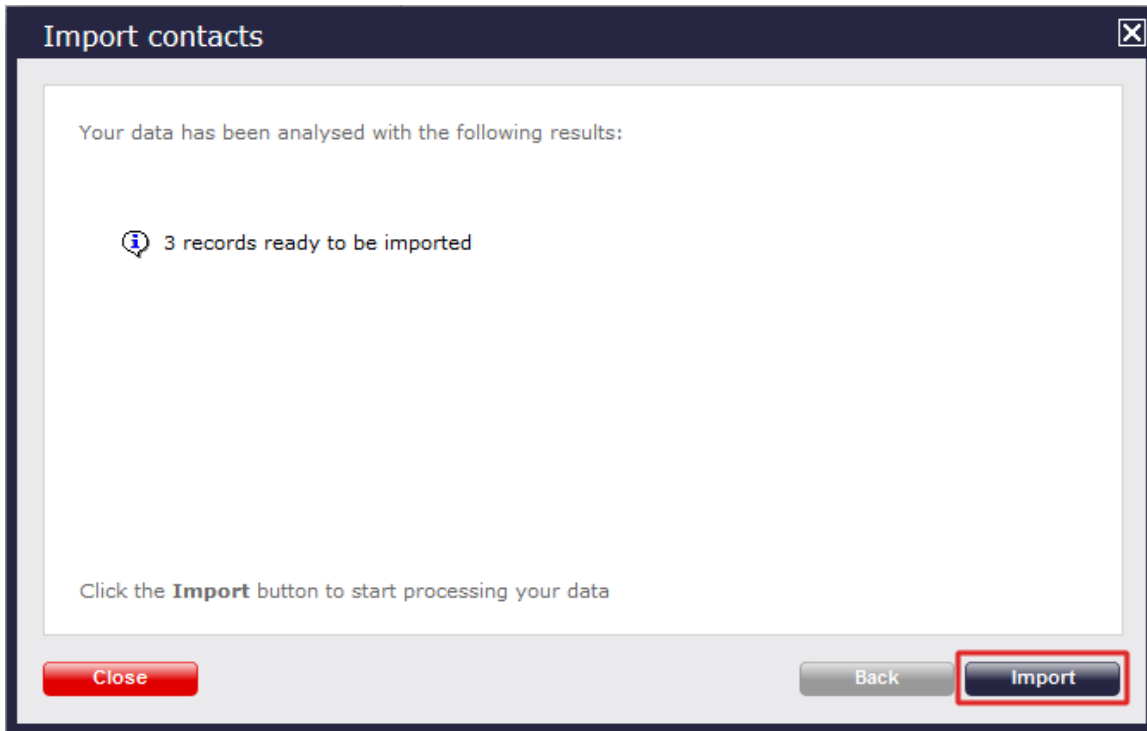 Import contacts
Your data has been analysed with the following results:
3 records ready to be imported
Click the Import button to start processing your data
Close
Back
Import